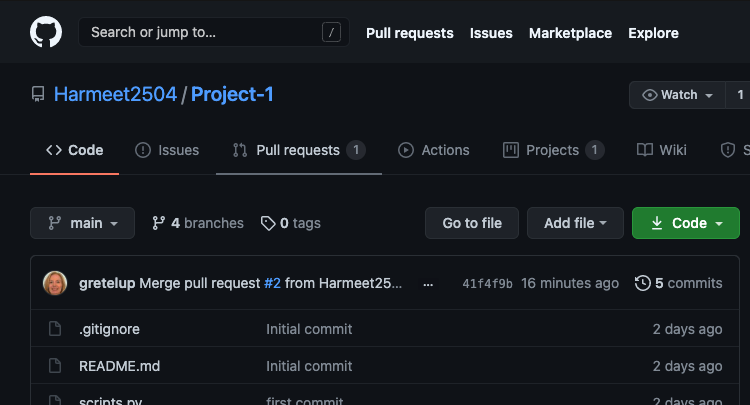 Search or jump to... / Pull requests Issues Marketplace Explore
Harmeet2504 / Project-1 Watch 1
Code Issues Pull requests 1 Actions Projects 1 Wiki S
main 4 branches 0 tags Go to file Add file Code
gretelup Merge pull request #2 from Harmeet25... ... 41f4f9b 16 minutes ago 5 commits
.gitignore Initial commit 2 days ago
README.md Initial commit 2 days ago
scripts.py first commit 2 days ago